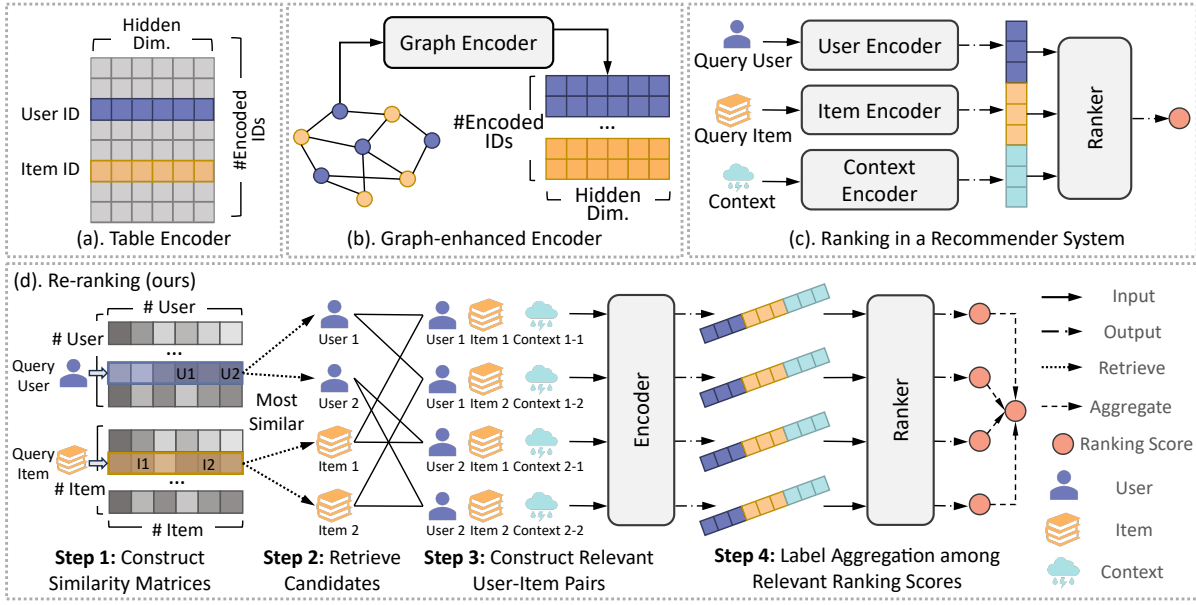 Hidden
Dim.
User ID
Item ID
#Encoded
IDs
(a). Table Encoder
Graph Encoder
#Encoded
IDs
...
Hidden
Dim.
(b). Graph-enhanced Encoder
Query User
User Encoder
Query Item
Item Encoder
Context
Context
Encoder
Ranker
(c). Ranking in a Recommender System
(d). Re-ranking (ours)
# User
# User
...
Query
User
U1
U2
Most
Similar
Query
Item
I1
I2
...
# Item
# Item
Step 1: Construct
Similarity Matrices
User 1
User 2
Item 1
Item 2
Step 2: Retrieve
Candidates
User 1 Item 1 Context 1-1
User 1 Item 2 Context 1-2
User 2 Item 1 Context 2-1
User 2 Item 2 Context 2-2
Step 3: Construct Relevant
User-Item Pairs
Encoder
Ranker
Step 4: Label Aggregation among
Relevant Ranking Scores
Input
Output
Retrieve
Aggregate
Ranking Score
User
Item
Context